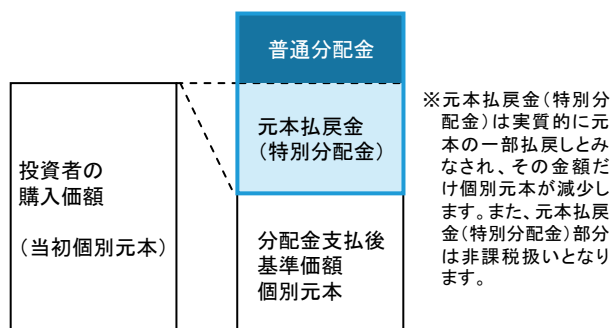 普通分配金
元本払戻金
(特別分配金)
投資者の
購入価額
(当初個別元本)
分配金支払後
基準価額
個別元本
※元本払戻金(特別分
配金)は実質的に元
本の一部払戻しとみ
なされ、その金額だ
け個別元本が減少し
ます。また、元本払戻
金(特別分配金)部分
は非課税扱いとなり
ます。